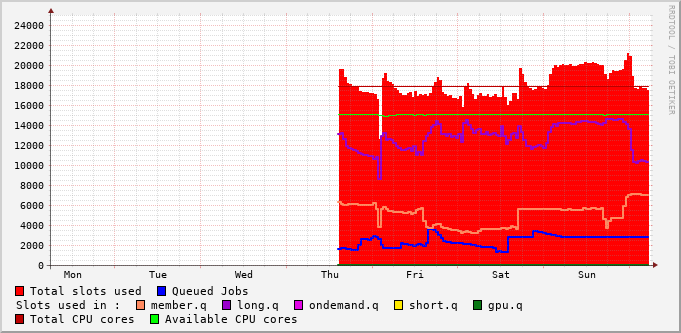 24000
22000
20000
18000
16000
14000
12000
10000
8000
6000
4000
2000
0
Mon Tue Wed Thu Fri Sat Sun
Total slots used Queued Jobs
Slots used in : member.q long.q ondemand.q short.q gpu.q
Total CPU cores Available CPU cores
RRDTOOL / TOBI OETIKER